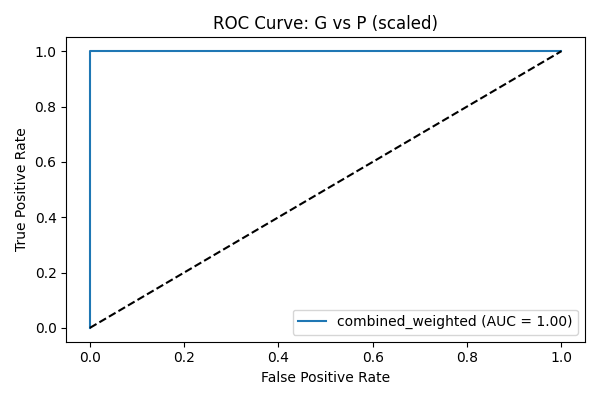 ROC Curve: G vs P (scaled)
True Positive Rate
1.0
0.8
0.6
0.4
0.2
0.0
combined_weighted (AUC = 1.00)
0.0 0.2 0.4 0.6 0.8 1.0
False Positive Rate